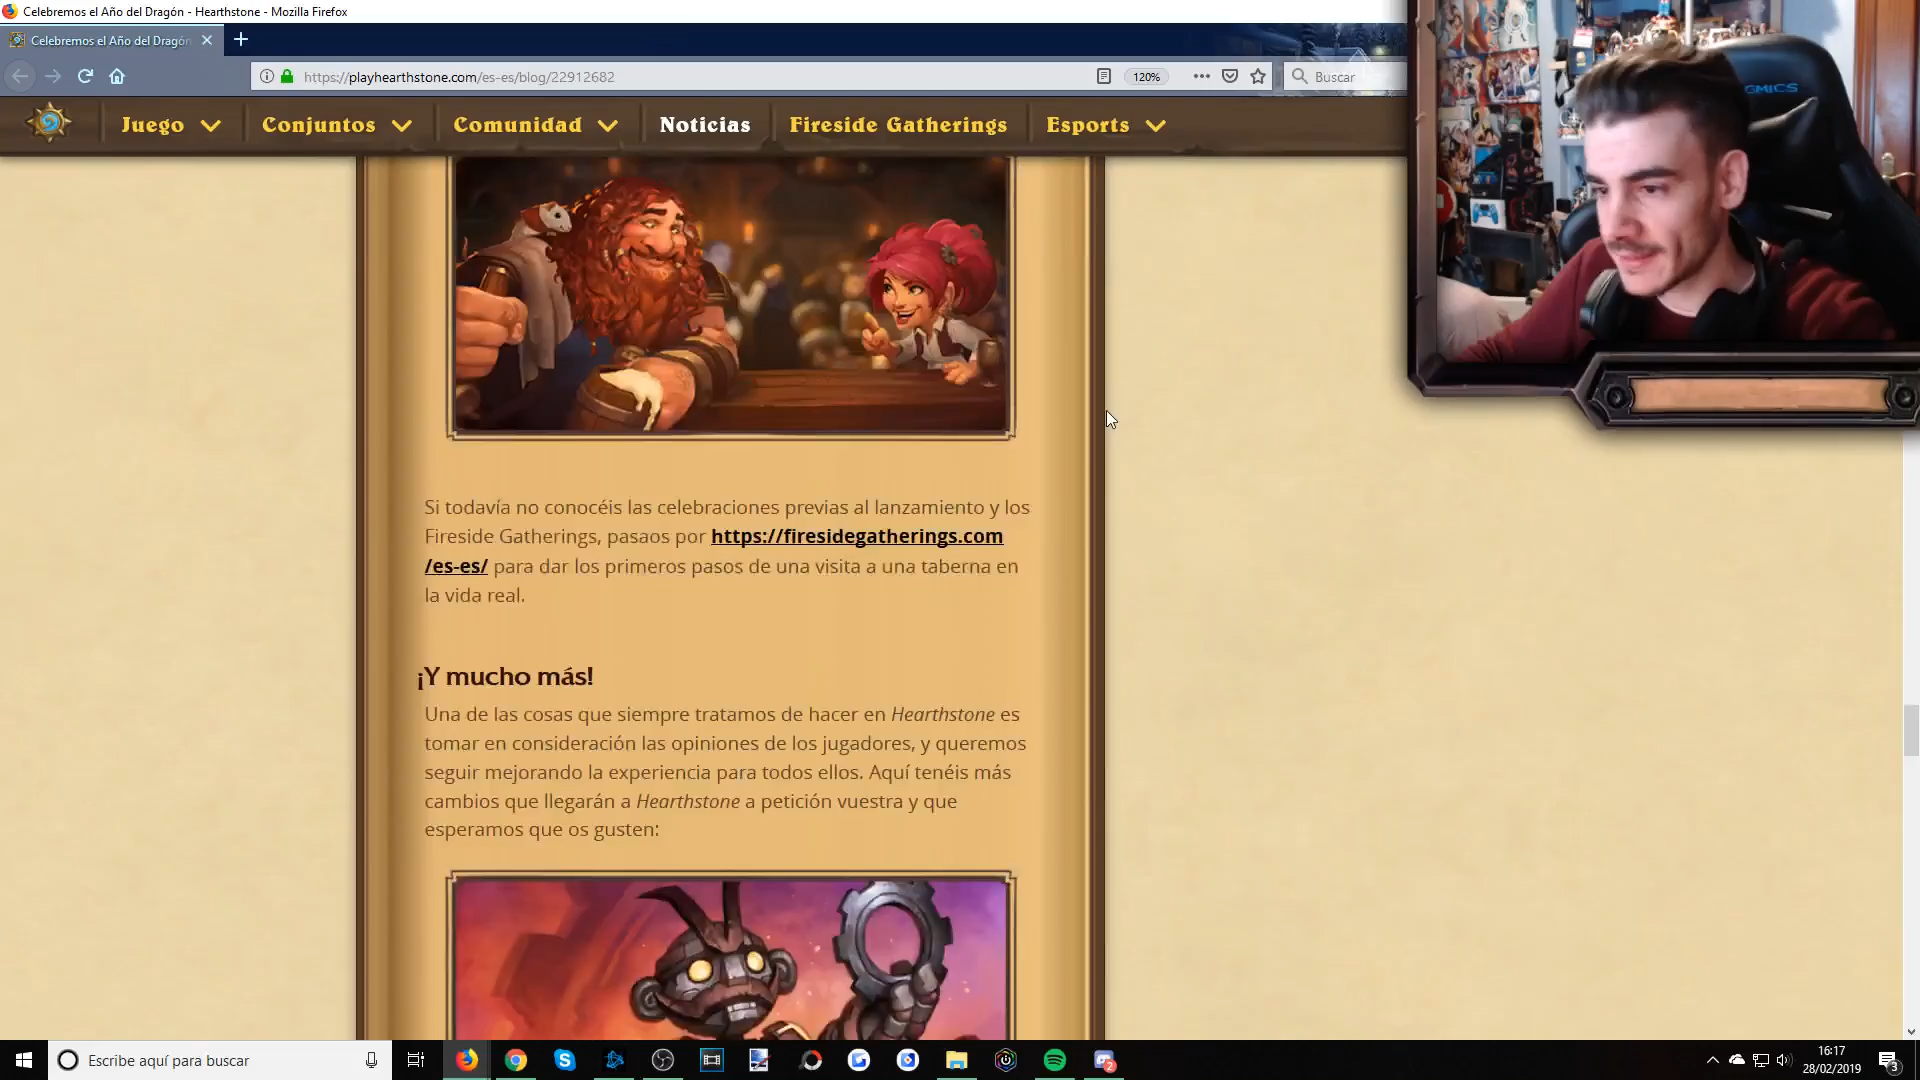 Celebremos el Año del Dragón - Hearthstone - Mozilla Firefox
Celebremos el Año del Dragón
https://playhearthstone.com/es-es/blog/22912682
120%
Buscar
Juego
Conjuntos
Comunidad
Noticias
Fireside Gatherings
Esports
GMICS
Si todavía no conocéis las celebraciones previas al lanzamiento y los
Fireside Gatherings, pasaos por https://firesidegatherings.com
/es-es/ para dar los primeros pasos de una visita a una taberna en
la vida real.
¡Y mucho más!
Una de las cosas que siempre tratamos de hacer en Hearthstone es
tomar en consideración las opiniones de los jugadores, y queremos
seguir mejorando la experiencia para todos ellos. Aquí tenéis más
cambios que llegarán a Hearthstone a petición vuestra y que
esperamos que os gusten:
Escribe aquí para buscar
2
16:17
28/02/2019
3